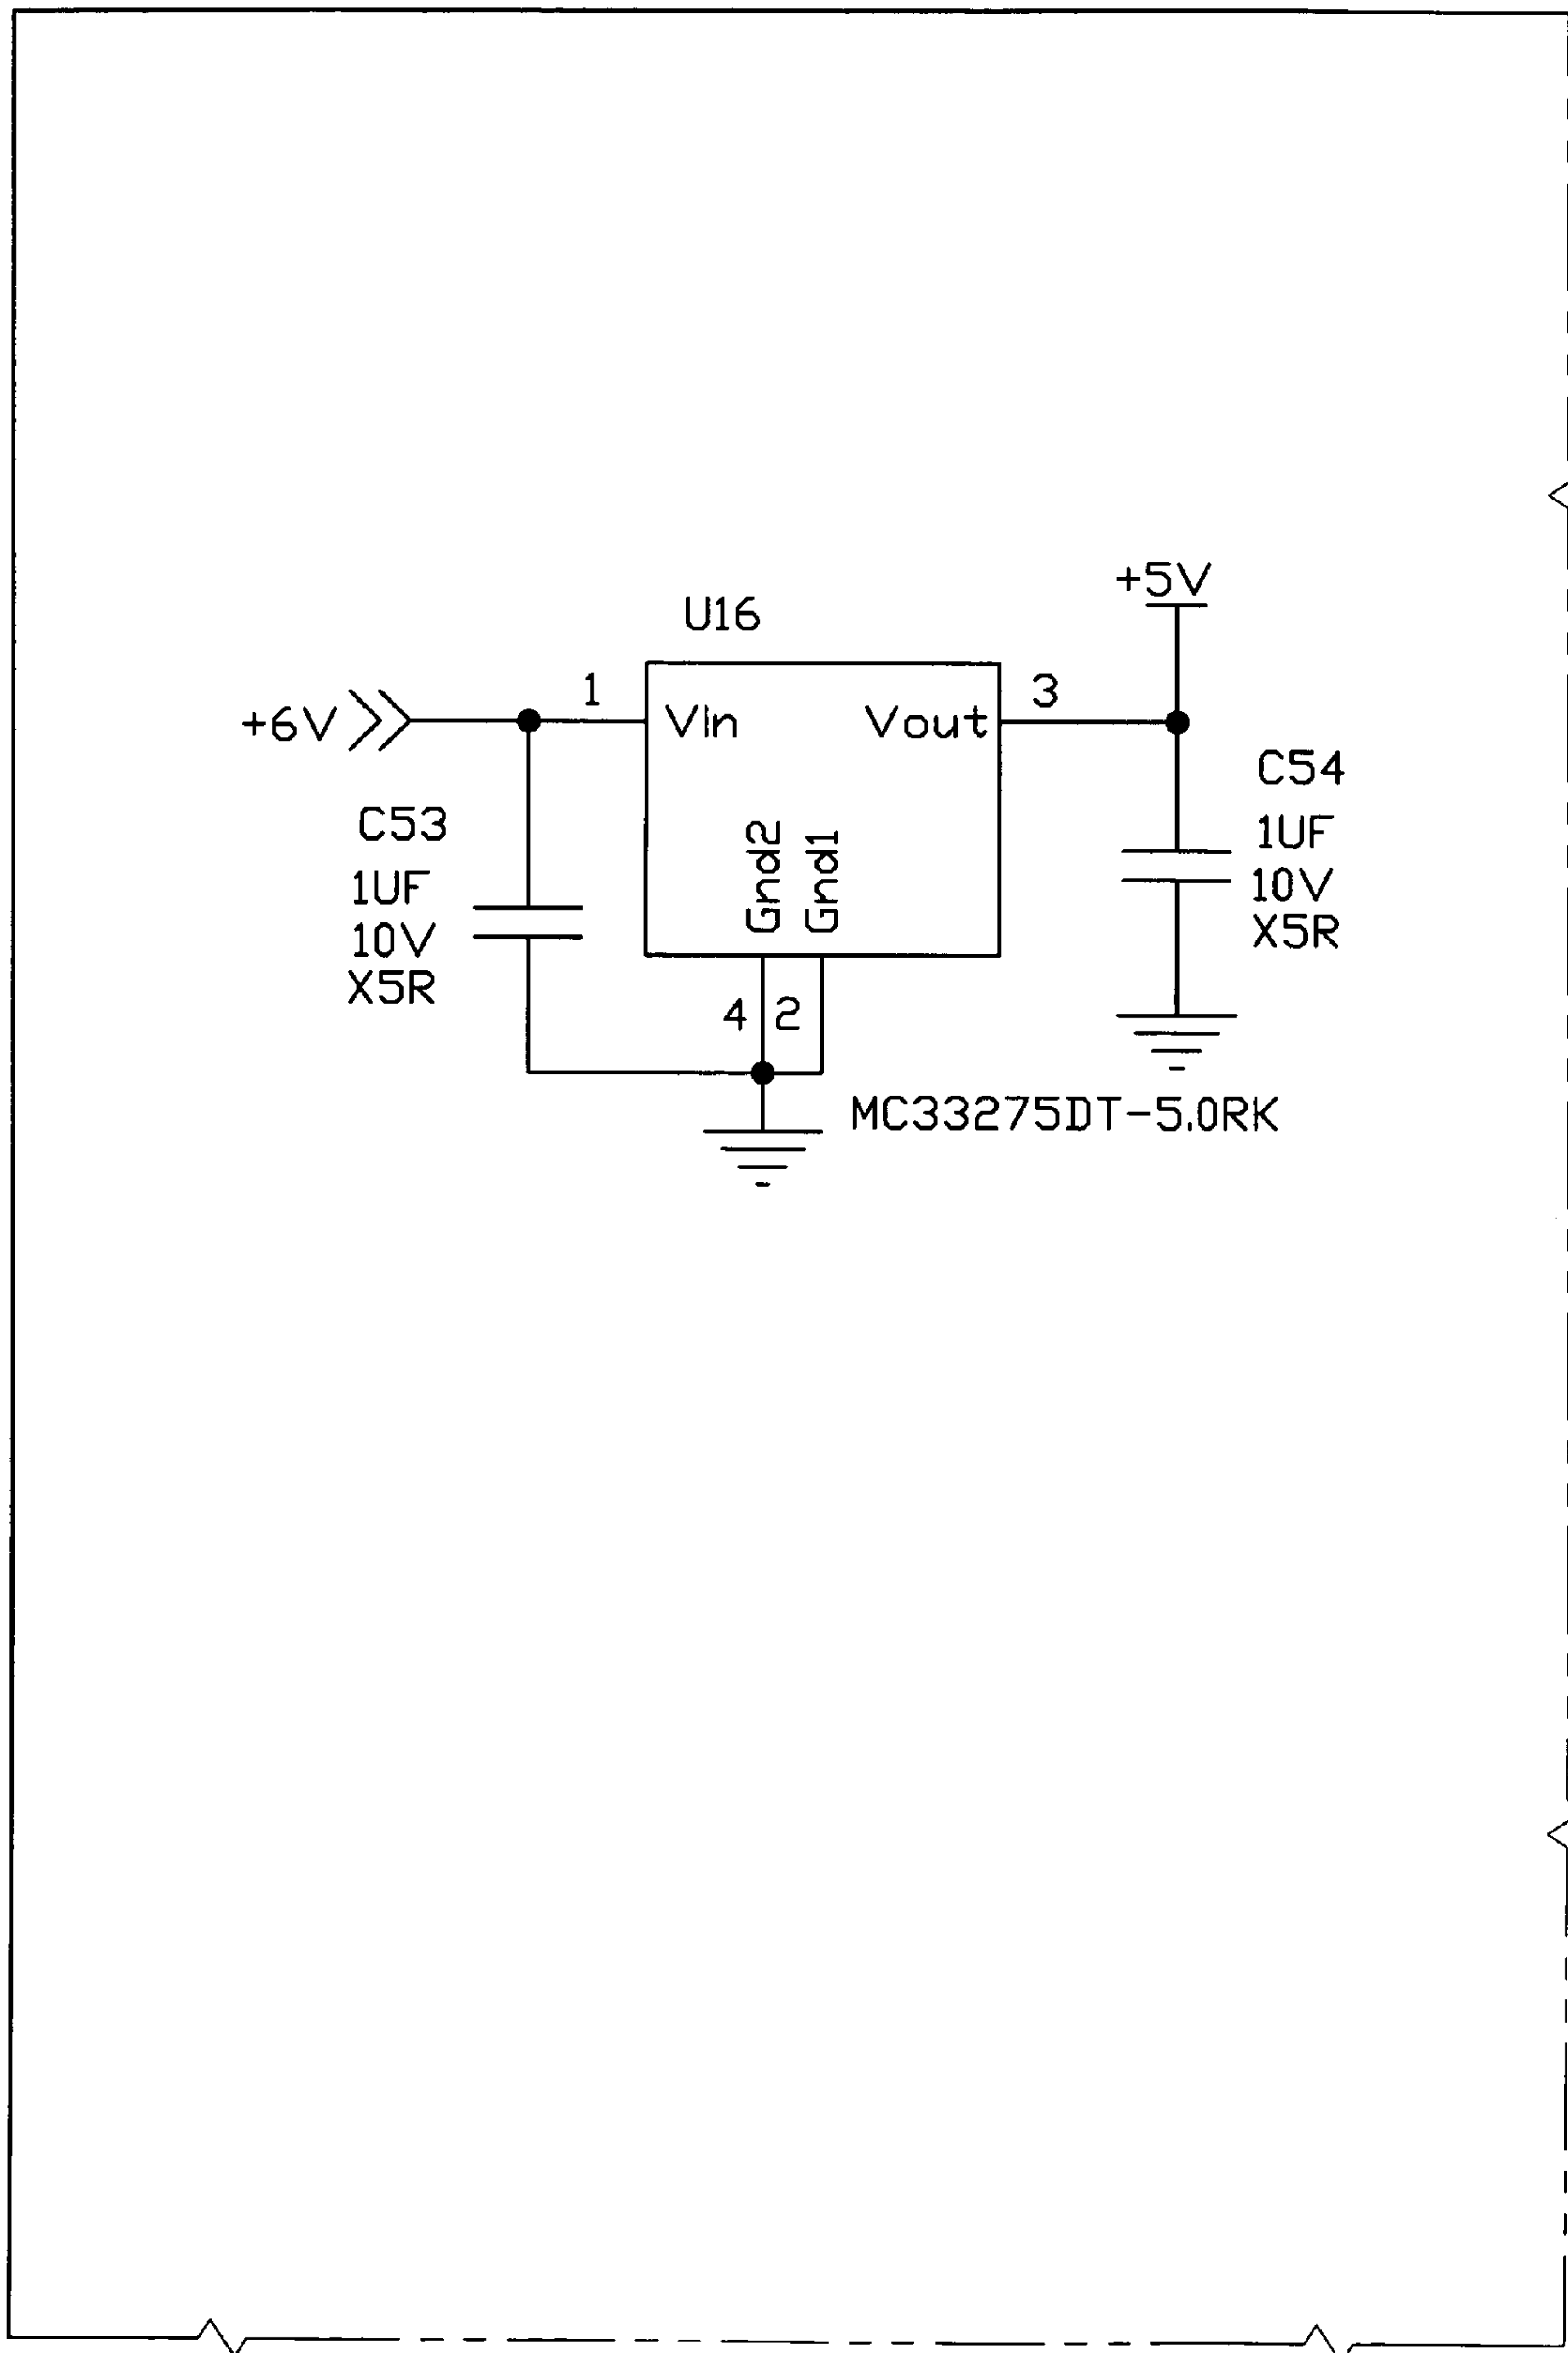 +5V
U16
1
3
+6V
VIn
Vout
C54
1UF
10V
X5R
C53
1UF
10V
X5R
Gnd2
Gnd1
4
2
MC33275DT-5.0RK